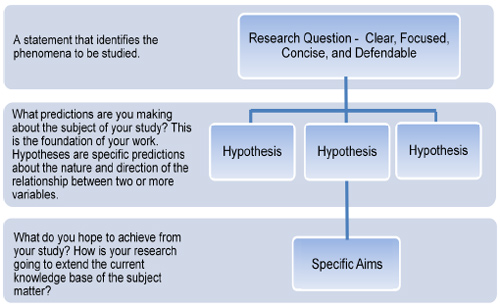 A statement that identifies the
phenomena to be studied.
Research Question - Clear, Focused,
Concise, and Defendable
What predictions are you making
about the subject of your study? This
is the foundation of your work.
Hypotheses are specific predictions
about the nature and direction of the
relationship between two or more
variables.
Hypothesis
Hypothesis
Hypothesis
What do you hope to achieve from
your study? How is your research
going to extend the current
knowledge base of the subject
matter?
Specific Aims